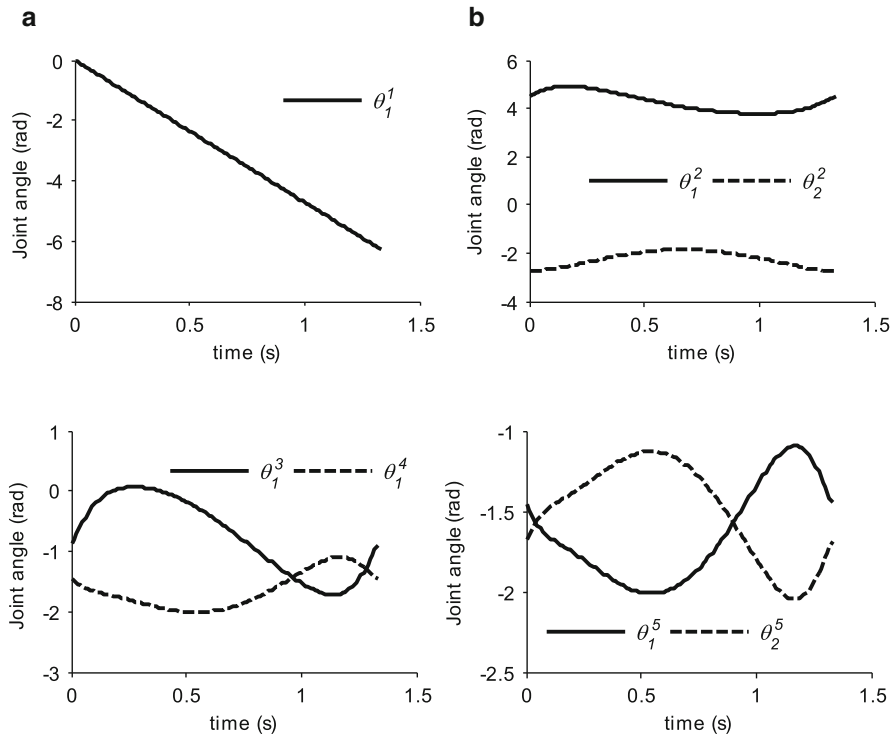 a
b
Joint angle (rad)
0
-2
-4
-6
-8
θ₁¹
0
0.5
1
1.5
time (s)
Joint angle (rad)
6
4
2
0
-2
-4
θ₁² θ₂²
0
0.5
1
1.5
time (s)
Joint angle (rad)
1
0
-1
-2
-3
θ₁³ θ₁⁴
0
0.5
1
1.5
time (s)
Joint angle (rad)
-1
-1.5
-2
-2.5
θ₁⁵ θ₂⁵
0
0.5
1
1.5
time (s)